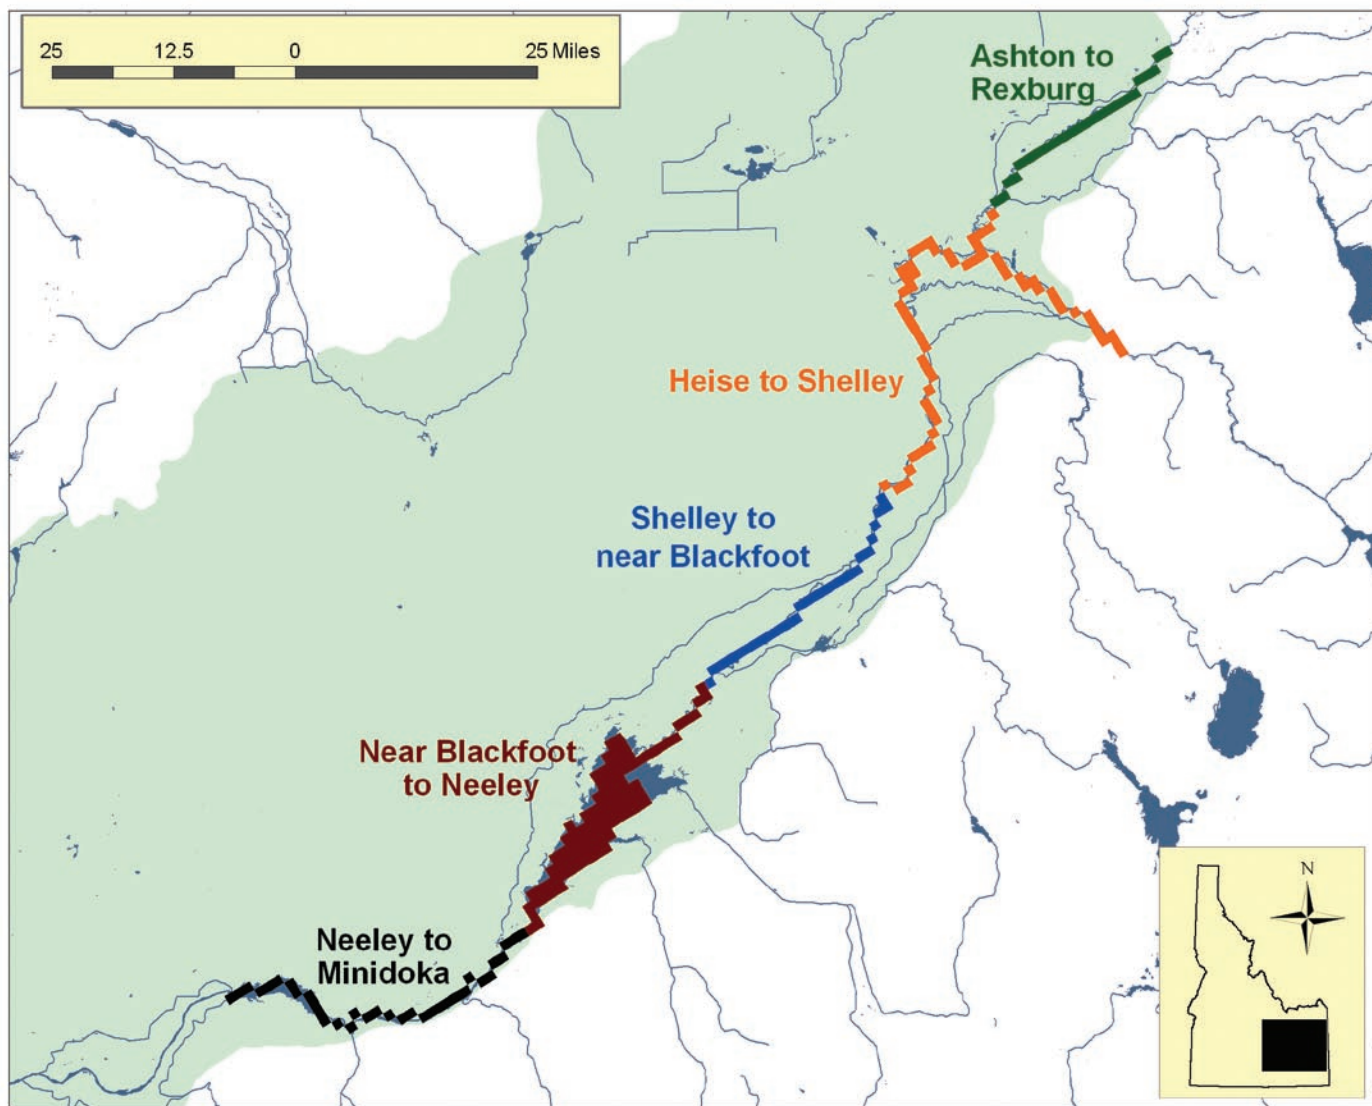 25 12.5 0 25 Miles
Ashton to
Rexburg
Heise to Shelley
Shelley to
near Blackfoot
Near Blackfoot
to Neeley
Neeley to
Minidoka
N